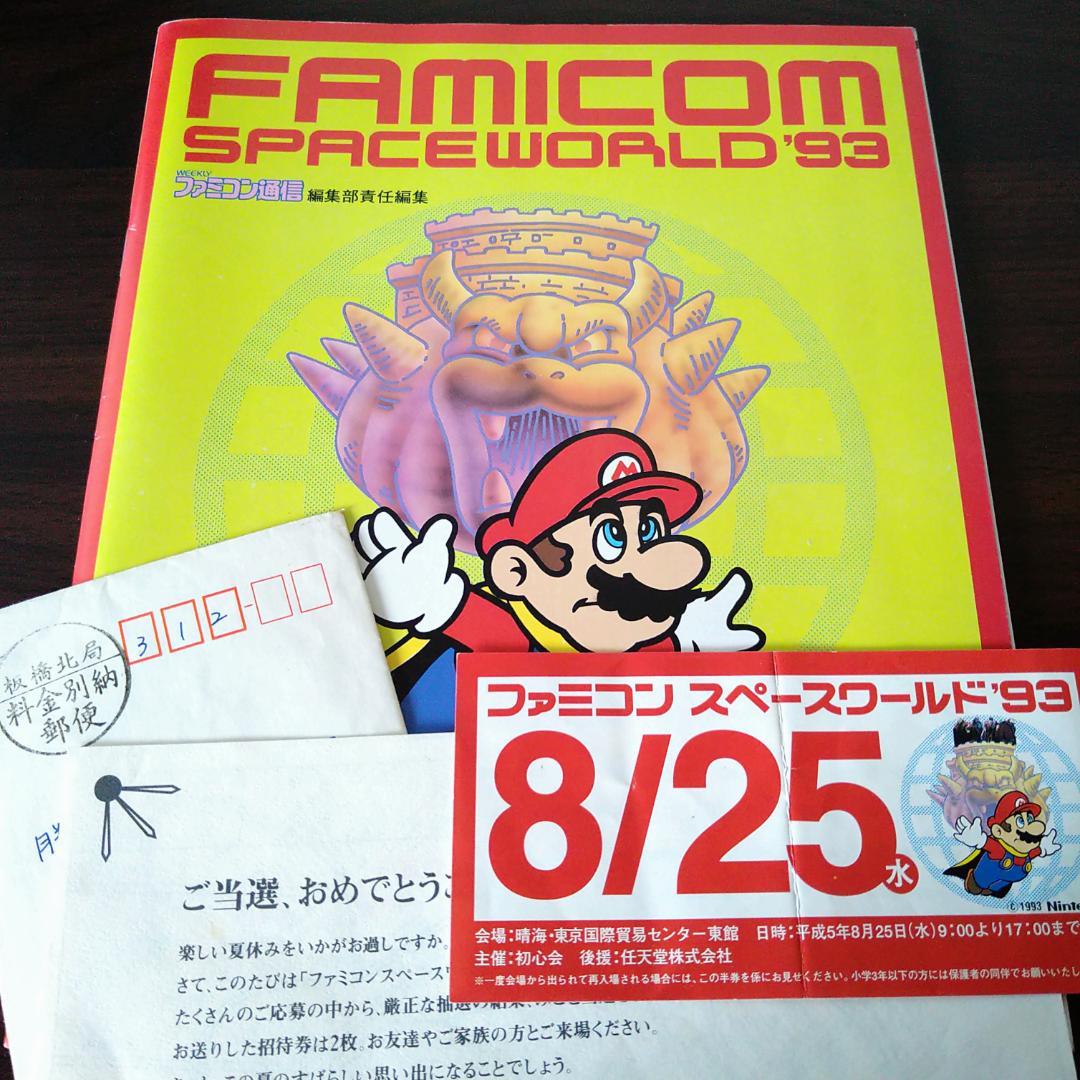 FAMICOM
SPACEWORLD '93
WEEKLY
ファミコン通信 編集部責任編集
M
312-
板橋北局
料金別納
郵便
ファミコン スペースワールド'93
8/25水
M
© 1993 Ninte
会場:晴海・東京国際貿易センター東館 日時:平成5年8月25日(水)9:00より17:00まで
主催:初心会 後援:任天堂株式会社
※一度会場から出られて再入場される場合には、この半券を係にお見せください。小学3年以下の方には保護者の同伴でお願いいたし
ご当選、おめでとう
楽しい夏休みをいかがお過しですか。
さて、このたびは「ファミコンスペース
たくさんのご応募の中から、厳正な抽選の結果、
お送りした招待券は2枚。お友達やご家族の方とご来場ください。
この夏のすばらしい思い出になることでしょう。